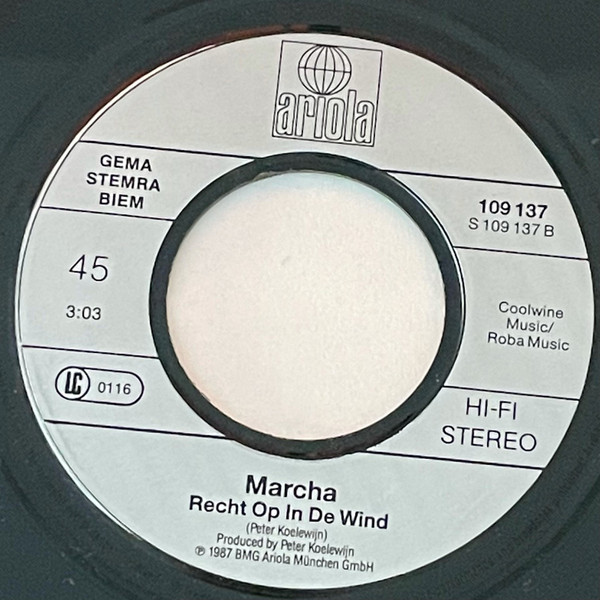 ariola
GEMA
STEMRA
BIEM
109 137
S 109 137 B
45
3:03
Coolwine
Music/
Roba Music
LC 0116
HI-FI
STEREO
Marcha
Recht Op In De Wind
(Peter Koelewijn)
Produced by Peter Koelewijn
℗ 1987 BMG Ariola München GmbH